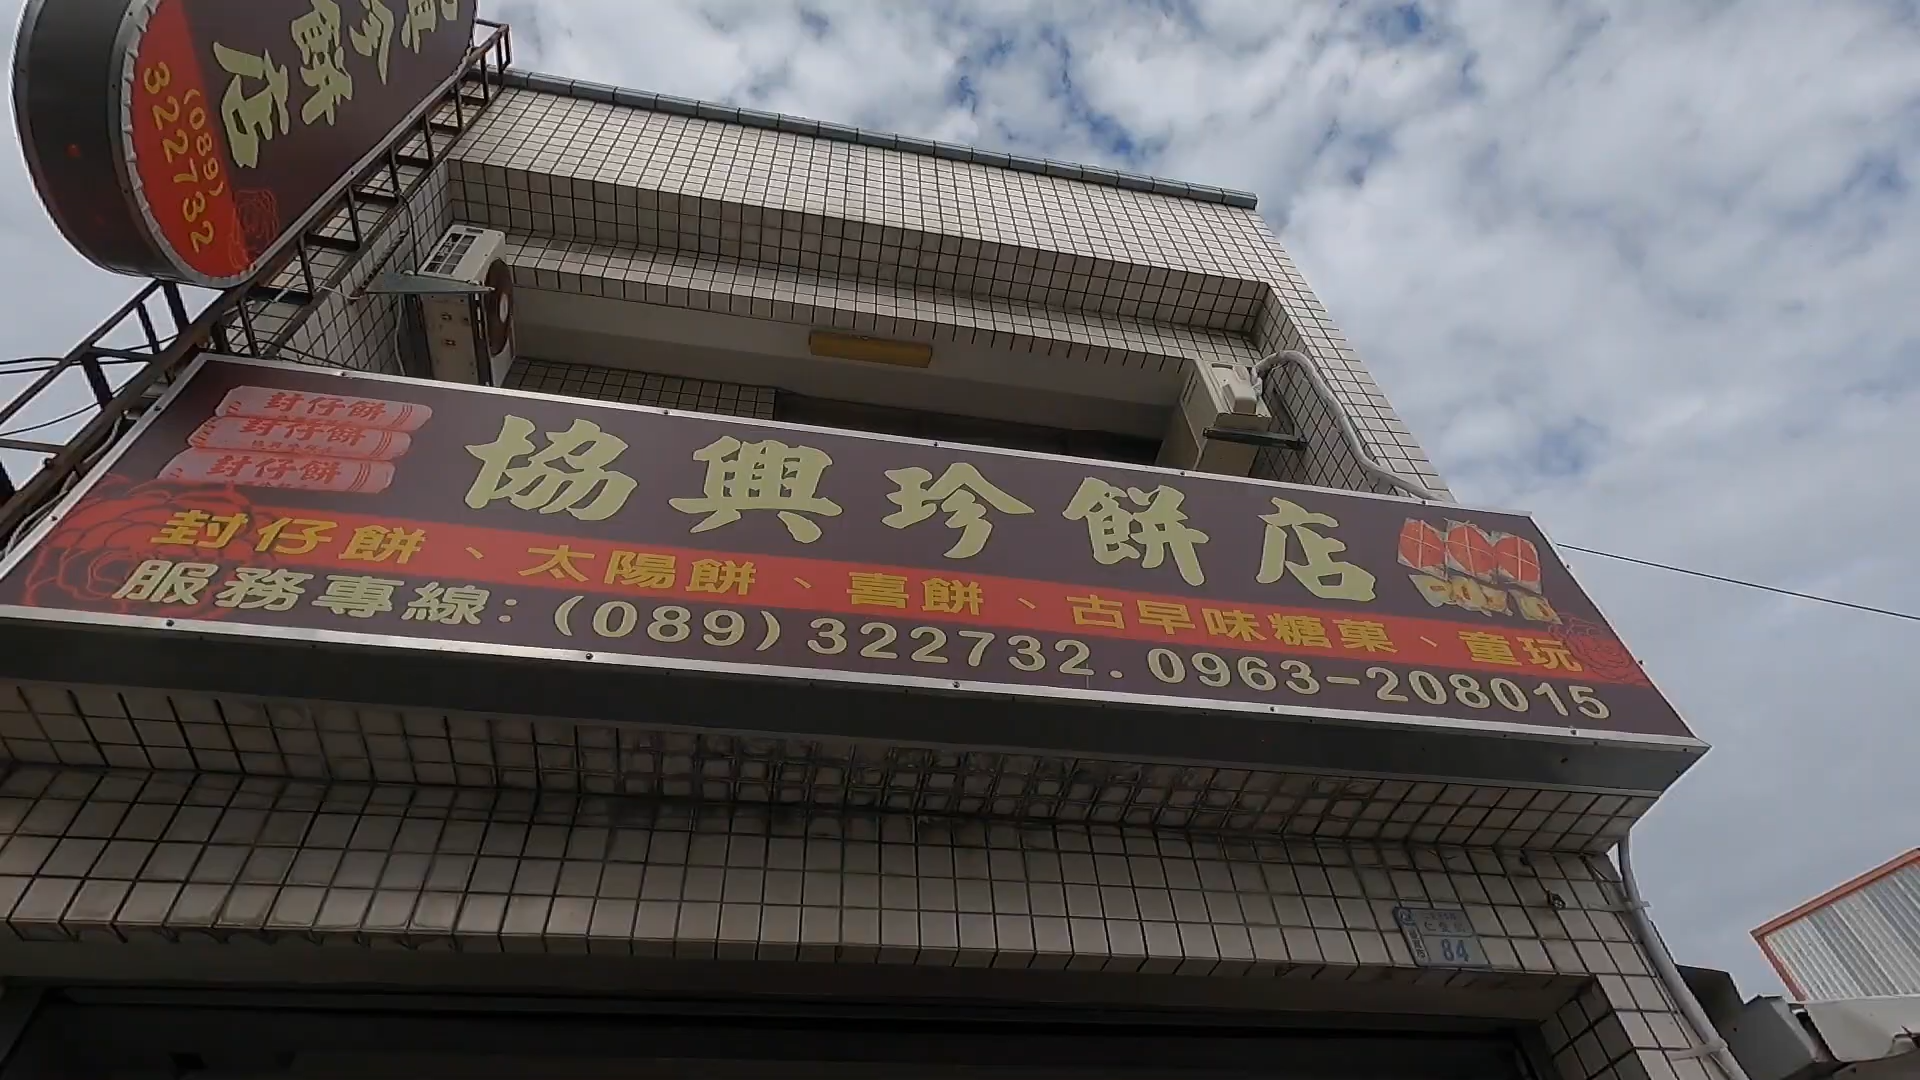 珍餅店
(089)
322732
封仔餅
封仔餅
封仔餅
協興珍餅店
封仔餅、太陽餅、喜餅、古早味糖菓、童玩
服務專線:(089)322732.0963-208015
84